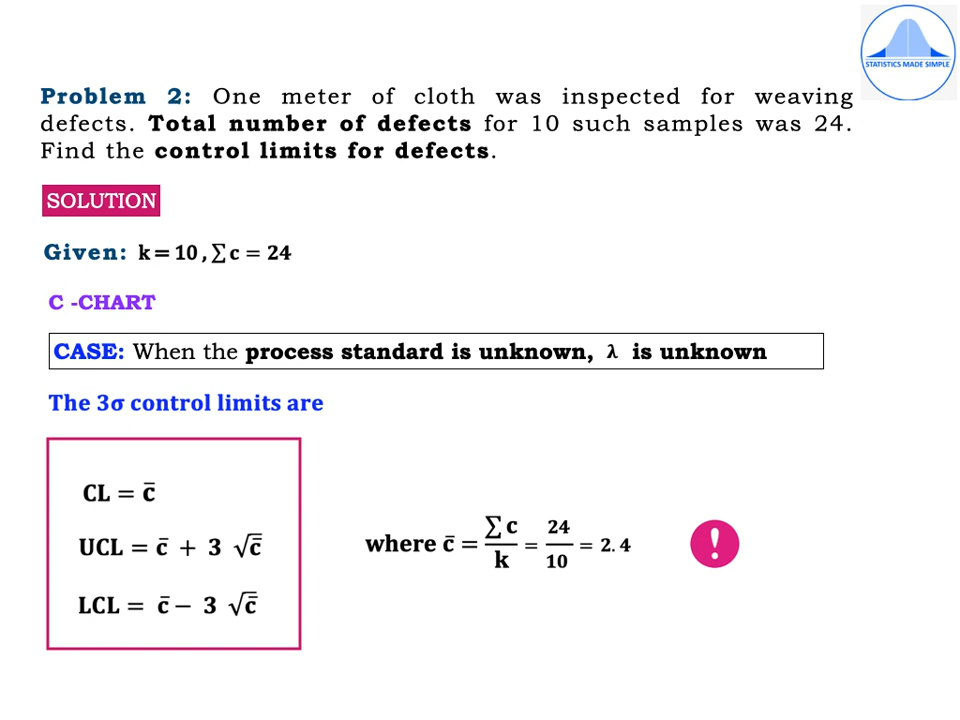 STATISTICS MADE SIMPLE
Problem 2: One meter of cloth was inspected for weaving
defects. Total number of defects for 10 such samples was 24.
Find the control limits for defects.
SOLUTION
Given: k = 10 , ∑ c = 24
C -CHART
CASE: When the process standard is unknown, λ is unknown
The 3σ control limits are
CL = c̄
UCL = c̄ + 3 √c̄
LCL = c̄ − 3 √c̄
where c̄ = ∑ c / k = 24 / 10 = 2.4
!